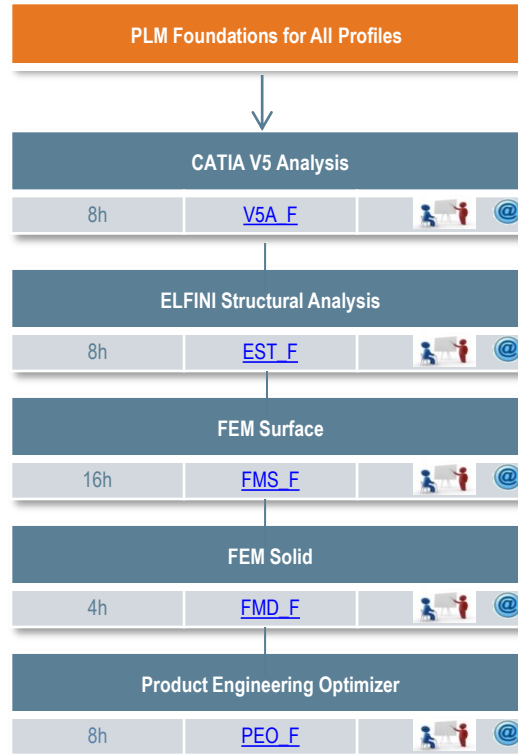 PLM Foundations for All Profiles
CATIA V5 Analysis
8h V5A_F @
ELFINI Structural Analysis
8h EST_F @
FEM Surface
16h FMS_F @
FEM Solid
4h FMD_F @
Product Engineering Optimizer
8h PEO_F @